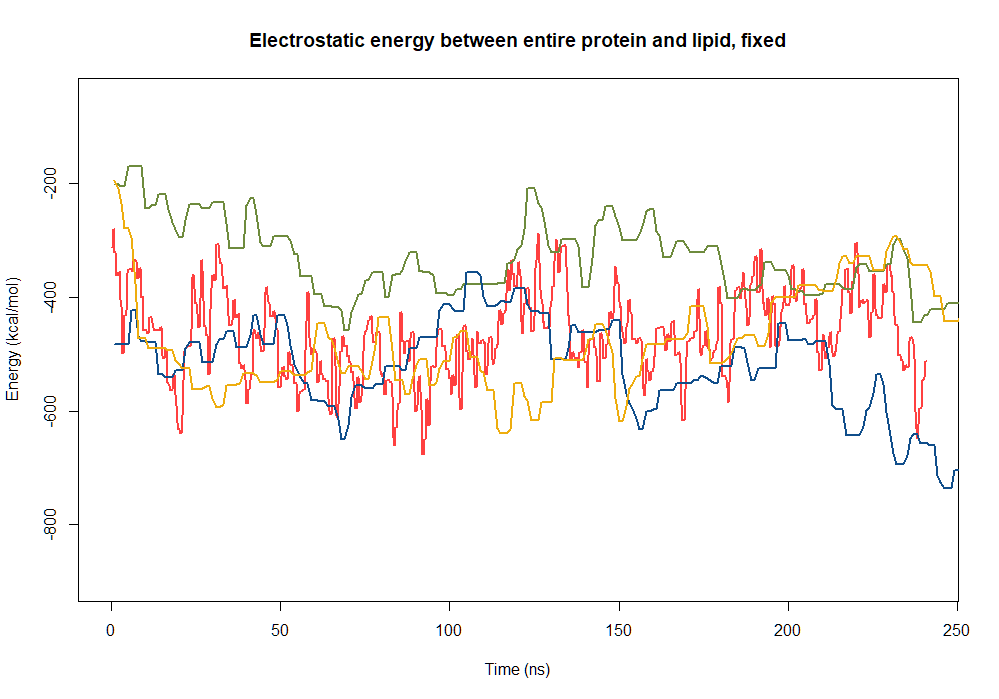 Electrostatic energy between entire protein and lipid, fixed
Energy (kcal/mol)
-200
-400
-600
-800
0 50 100 150 200 250
Time (ns)